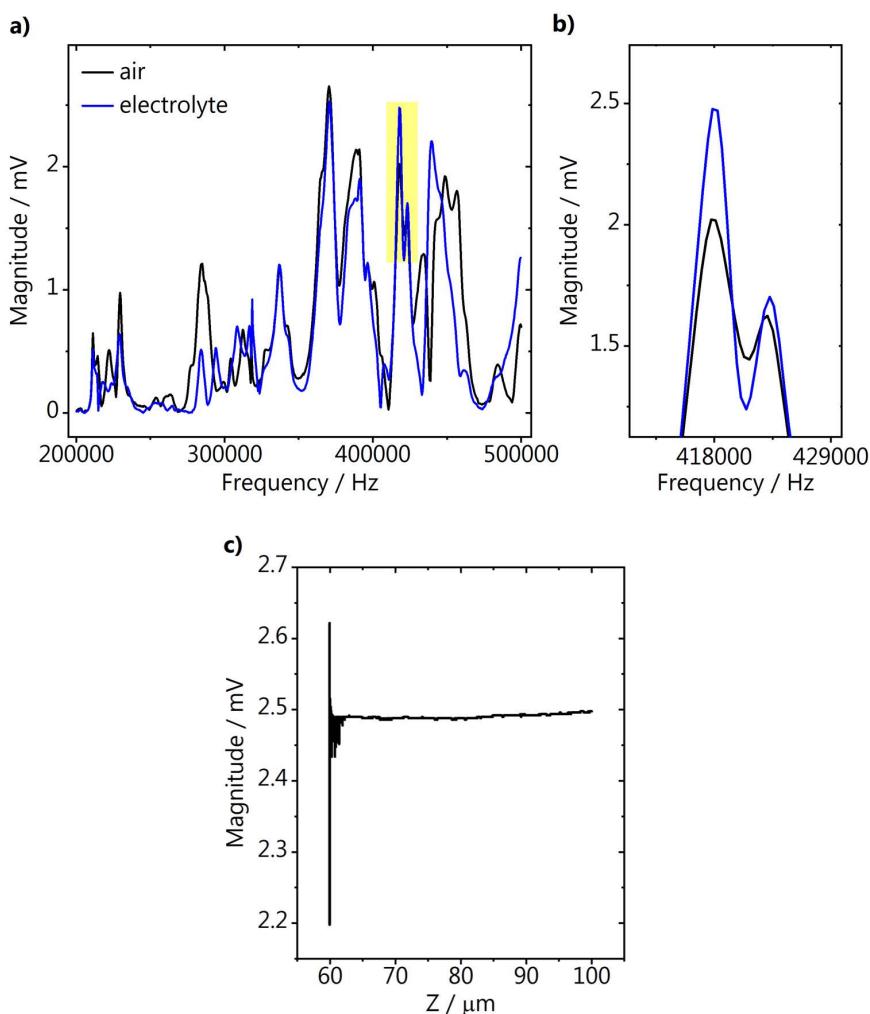 a)
air
electrolyte
Magnitude / mV
2
1
0
200000 300000 400000 500000
Frequency / Hz
b)
Magnitude / mV
2.5
2
1.5
418000 429000
Frequency / Hz
c)
Magnitude / mV
2.7
2.6
2.5
2.4
2.3
2.2
60 70 80 90 100
Z / μm